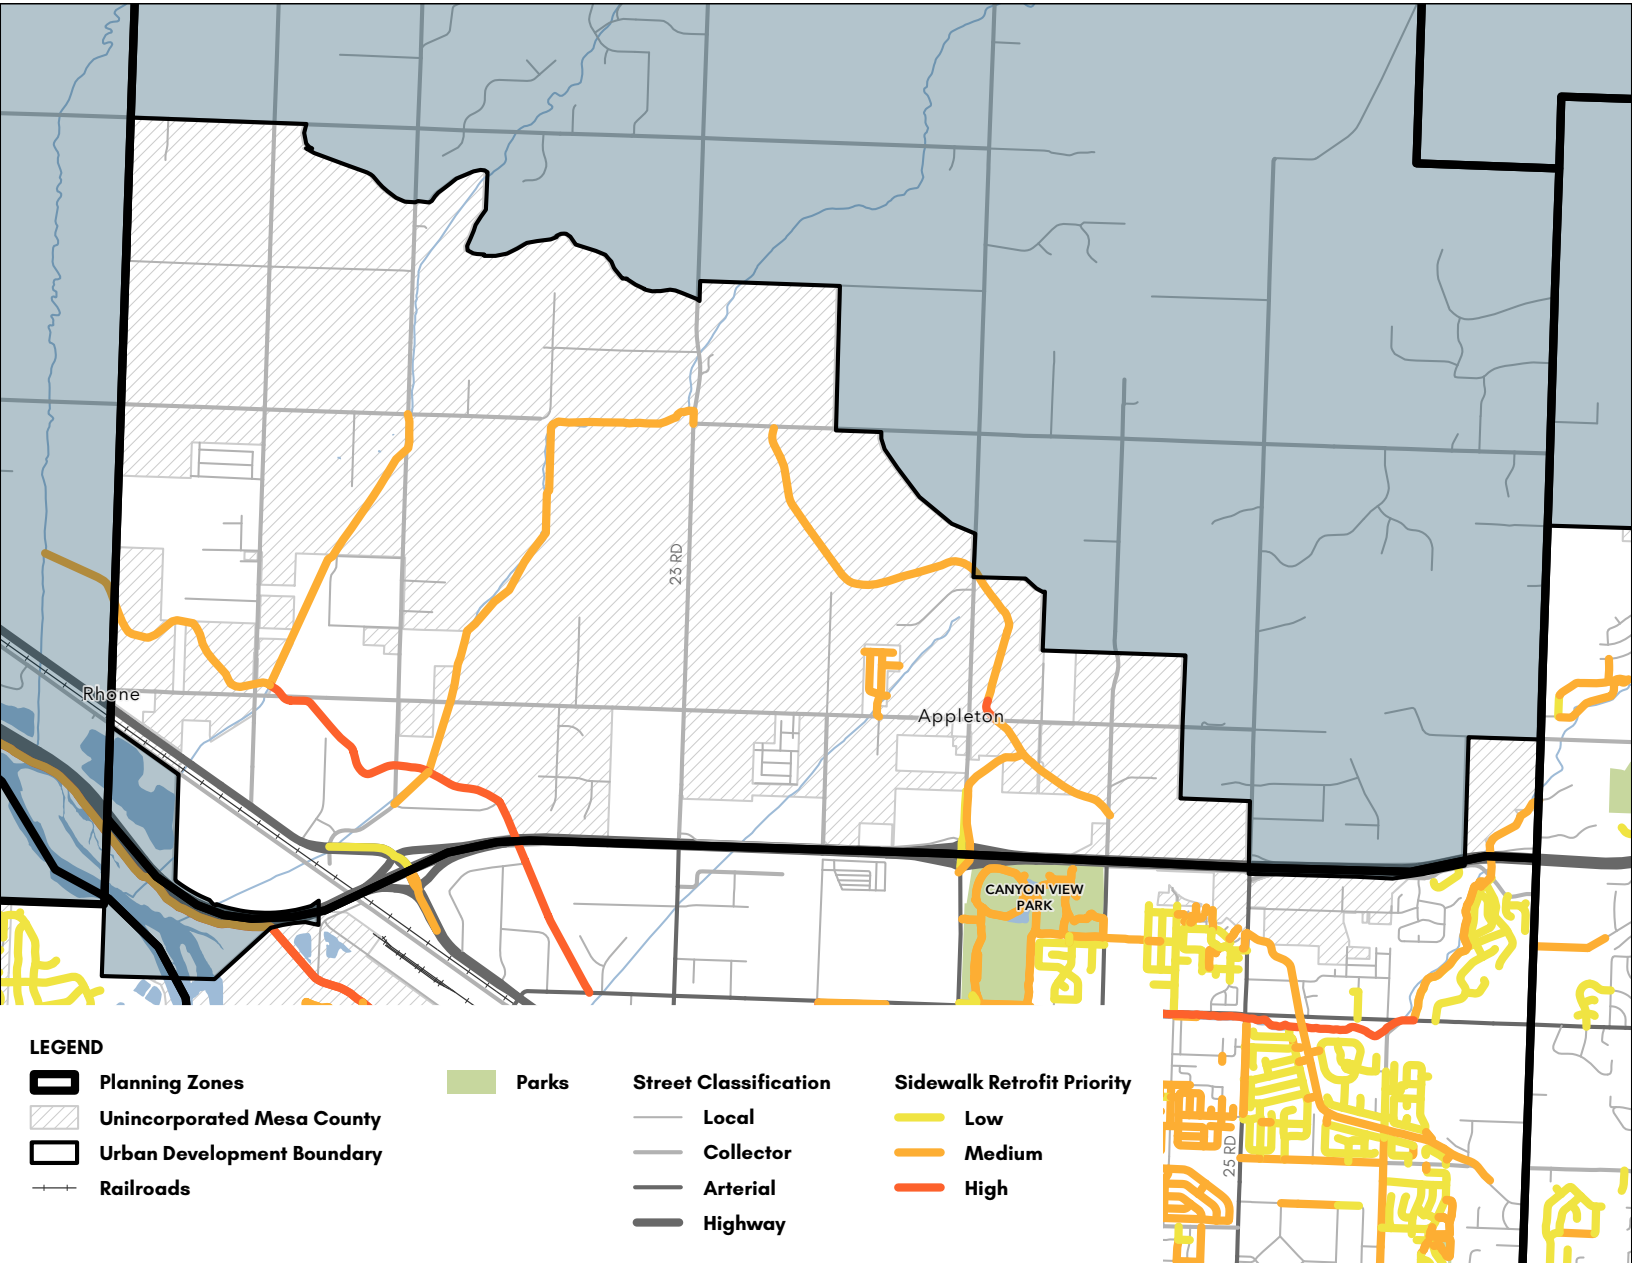 23 RD
Rhone
Appleton
CANYON VIEW
PARK
25 RD
LEGEND
Planning Zones
Unincorporated Mesa County
Urban Development Boundary
Railroads
Parks
Street Classification
Local
Collector
Arterial
Highway
Sidewalk Retrofit Priority
Low
Medium
High